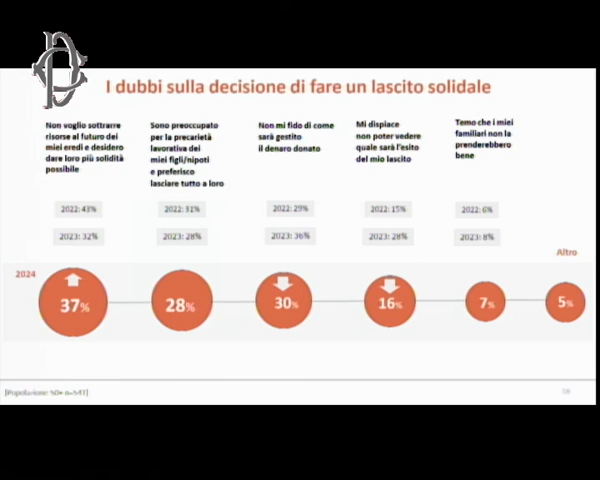 I dubbi sulla decisione di fare un lascito solidale
Non voglio sottrarre
risorse al futuro dei
miei eredi e desidero
dare loro più solidità
possibile
Sono preoccupato
per la precarietà
lavorativa dei
miei figli/nipoti
e preferisco
lasciare tutto a loro
Non mi fido di come
sarà gestito
il denaro donato
Mi dispiace
non poter vedere
quale sarà l'esito
del mio lascito
Temo che i miei
familiari non la
prenderebbero
bene
2022: 43%
2022: 31%
2022: 29%
2022: 15%
2022: 6%
2023: 32%
2023: 28%
2023: 36%
2023: 28%
2023: 8%
Altro
2024
37%
28%
30%
16%
7%
5%
[Popolazione: 50+ n=547]